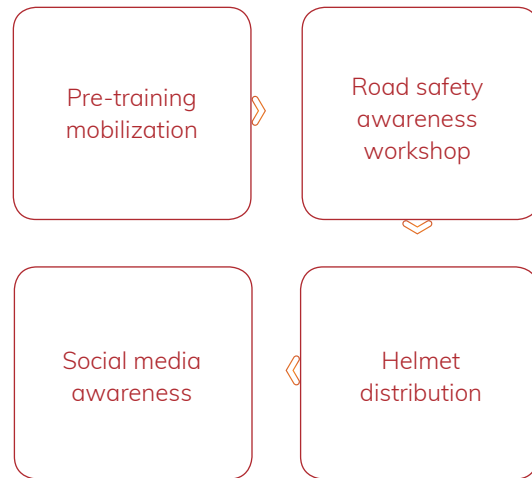 Pre-training
mobilization
Road safety
awareness
workshop
Helmet
distribution
Social media
awareness